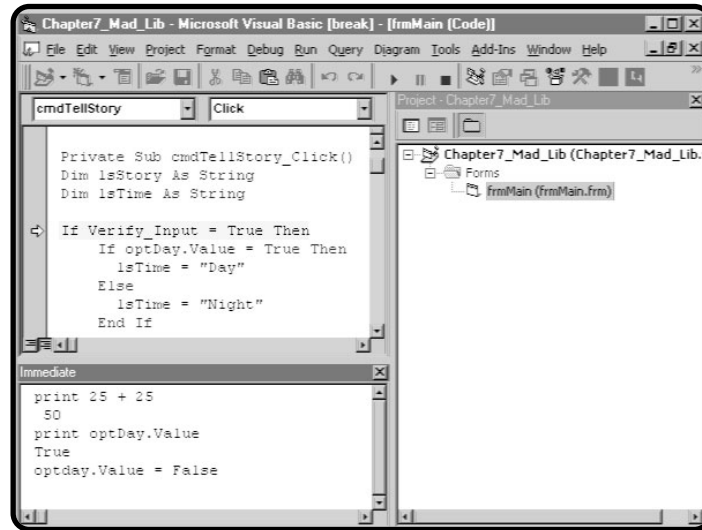 Chapter7_Mad_Lib - Microsoft Visual Basic [break] - [frmMain (Code)]
File Edit View Project Format Debug Run Query Diagram Tools Add-Ins Window Help
cmdTellStory Click
Private Sub cmdTellStory_Click()
Dim lsStory As String
Dim lsTime As String
If Verify_Input = True Then
If optDay.Value = True Then
lsTime = "Day"
Else
lsTime = "Night"
End If
Project - Chapter7_Mad_Lib
Chapter7_Mad_Lib (Chapter7_Mad_Lib.
Forms
frmMain (frmMain.frm)
Immediate
print 25 + 25
50
print optDay.Value
True
optday.Value = False